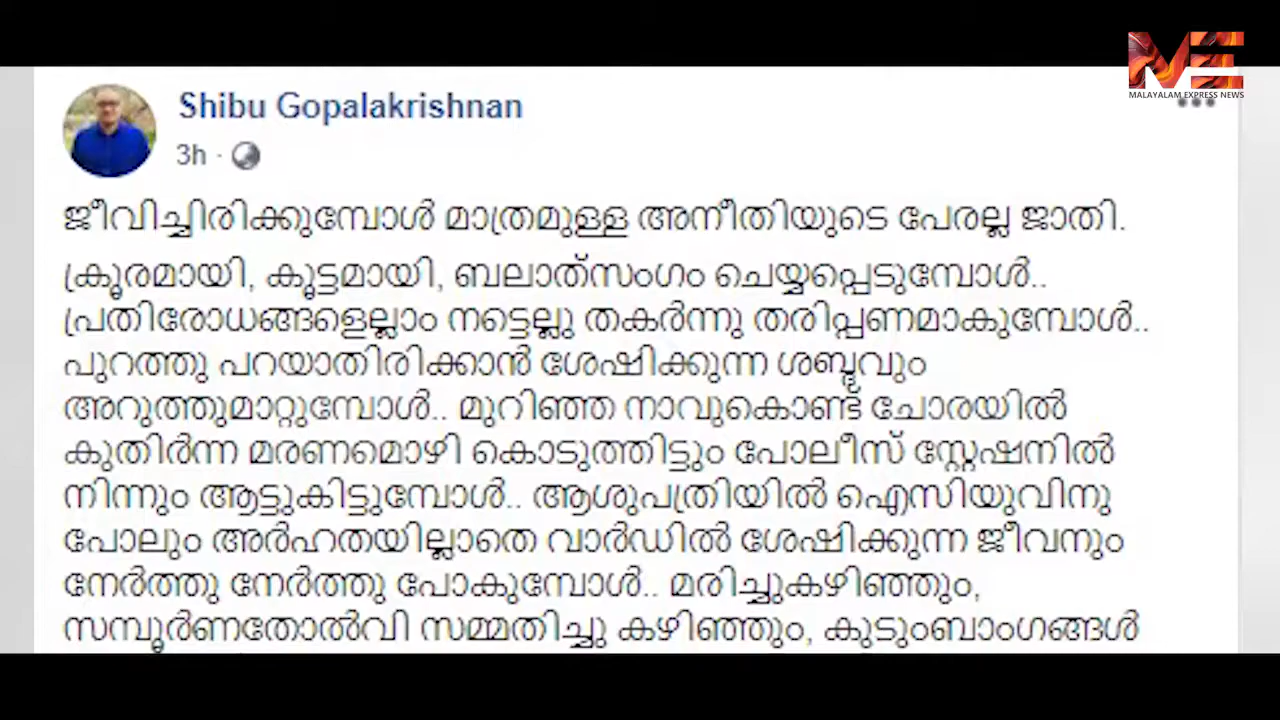 ME
MALAYALAM EXPRESS NEWS
Shibu Gopalakrishnan
3h ·
ജീവിച്ചിരിക്കുമ്പോൾ മാത്രമുള്ള അനീതിയുടെ പേരല്ല ജാതി.
ക്രൂരമായി, കൂട്ടമായി, ബലാത്സംഗം ചെയ്യപ്പെടുമ്പോൾ..
പ്രതിരോധങ്ങളെല്ലാം നട്ടെല്ലു തകർന്നു തരിപ്പണമാകുമ്പോൾ..
പുറത്തു പറയാതിരിക്കാൻ ശേഷിക്കുന്ന ശബ്ദവും
അറുത്തുമാറ്റുമ്പോൾ.. മുറിഞ്ഞ നാവുകൊണ്ട് ചോരയിൽ
കുതിർന്ന മരണമൊഴി കൊടുത്തിട്ടും പോലീസ് സ്റ്റേഷനിൽ
നിന്നും ആട്ടുകിട്ടുമ്പോൾ.. ആശുപത്രിയിൽ ഐസിയുവിനു
പോലും അർഹതയില്ലാതെ വാർഡിൽ ശേഷിക്കുന്ന ജീവനും
നേർത്തു നേർത്തു പോകുമ്പോൾ.. മരിച്ചുകഴിഞ്ഞും,
സമ്പൂർണതോൽവി സമ്മതിച്ചു കഴിഞ്ഞും, കുടുംബാംഗങ്ങൾ